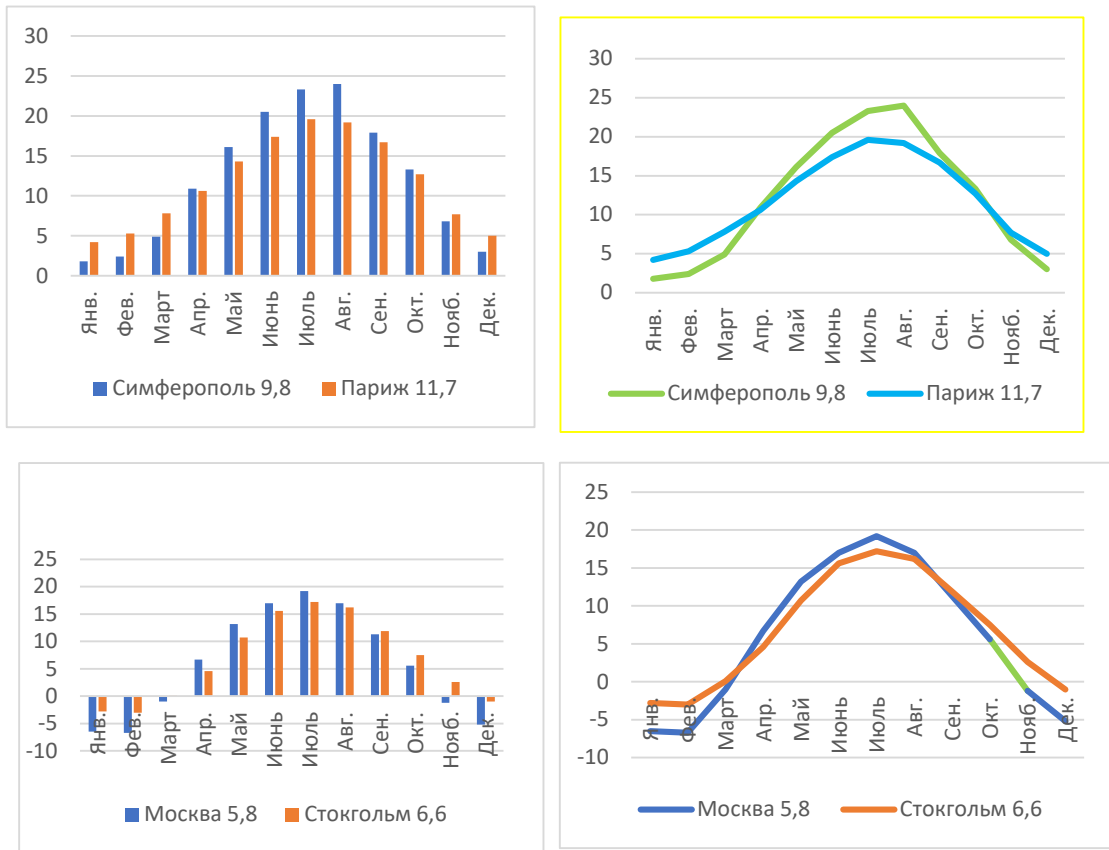 30
25
20
15
10
5
0
Янв.
Фев.
Март
Апр.
Май
Июнь
Июль
Авг.
Сен.
Окт.
Нояб.
Дек.
Симферополь 9,8 Париж 11,7
30
25
20
15
10
5
0
Янв.
Фев.
Март
Апр.
Май
Июнь
Июль
Авг.
Сен.
Окт.
Нояб.
Дек.
Симферополь 9,8 Париж 11,7
25
20
15
10
5
0
-5
-10
Янв.
Фев.
Март
Апр.
Май
Июнь
Июль
Авг.
Сен.
Окт.
Нояб.
Дек.
Москва 5,8 Стокгольм 6,6
25
20
15
10
5
0
-5
-10
Янв.
Фев.
Март
Апр.
Май
Июнь
Июль
Авг.
Сен.
Окт.
Нояб.
Дек.
Москва 5,8 Стокгольм 6,6